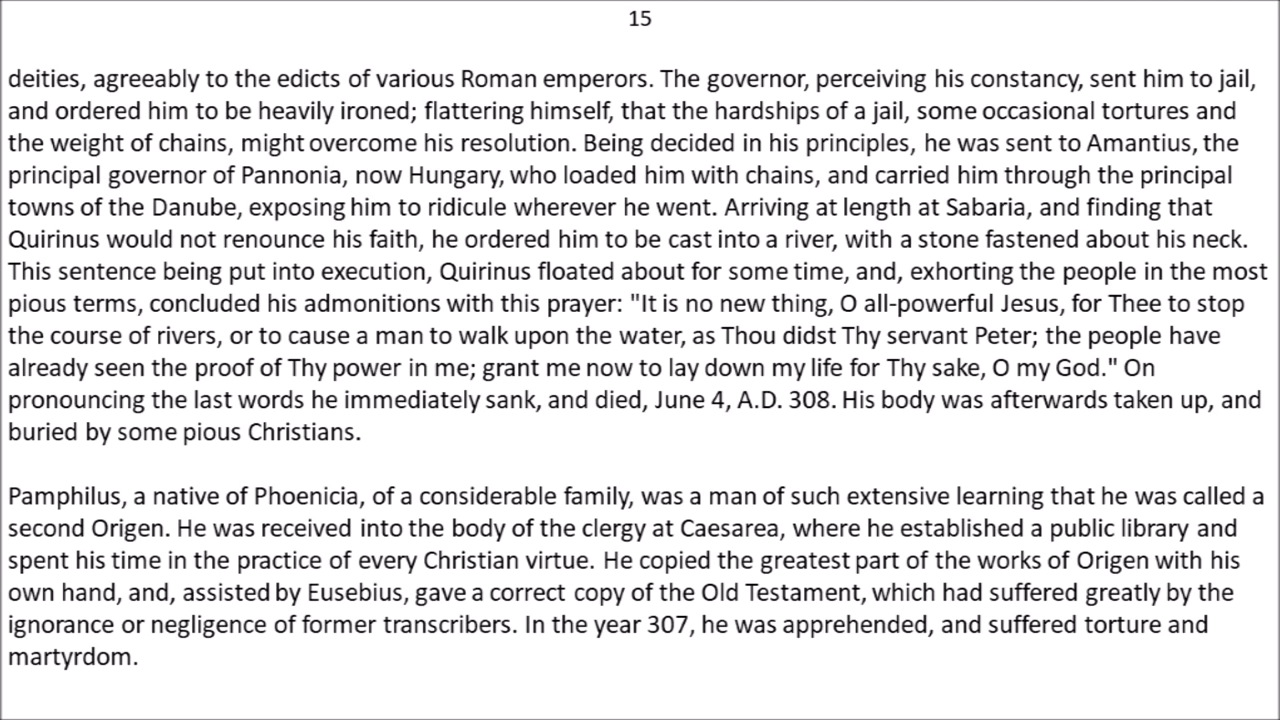 15
deities, agreeably to the edicts of various Roman emperors. The governor, perceiving his constancy, sent him to jail,
and ordered him to be heavily ironed; flattering himself, that the hardships of a jail, some occasional tortures and
the weight of chains, might overcome his resolution. Being decided in his principles, he was sent to Amantius, the
principal governor of Pannonia, now Hungary, who loaded him with chains, and carried him through the principal
towns of the Danube, exposing him to ridicule wherever he went. Arriving at length at Sabaria, and finding that
Quirinus would not renounce his faith, he ordered him to be cast into a river, with a stone fastened about his neck.
This sentence being put into execution, Quirinus floated about for some time, and, exhorting the people in the most
pious terms, concluded his admonitions with this prayer: "It is no new thing, O all-powerful Jesus, for Thee to stop
the course of rivers, or to cause a man to walk upon the water, as Thou didst Thy servant Peter; the people have
already seen the proof of Thy power in me; grant me now to lay down my life for Thy sake, O my God." On
pronouncing the last words he immediately sank, and died, June 4, A.D. 308. His body was afterwards taken up, and
buried by some pious Christians.
Pamphilus, a native of Phoenicia, of a considerable family, was a man of such extensive learning that he was called a
second Origen. He was received into the body of the clergy at Caesarea, where he established a public library and
spent his time in the practice of every Christian virtue. He copied the greatest part of the works of Origen with his
own hand, and, assisted by Eusebius, gave a correct copy of the Old Testament, which had suffered greatly by the
ignorance or negligence of former transcribers. In the year 307, he was apprehended, and suffered torture and
martyrdom.